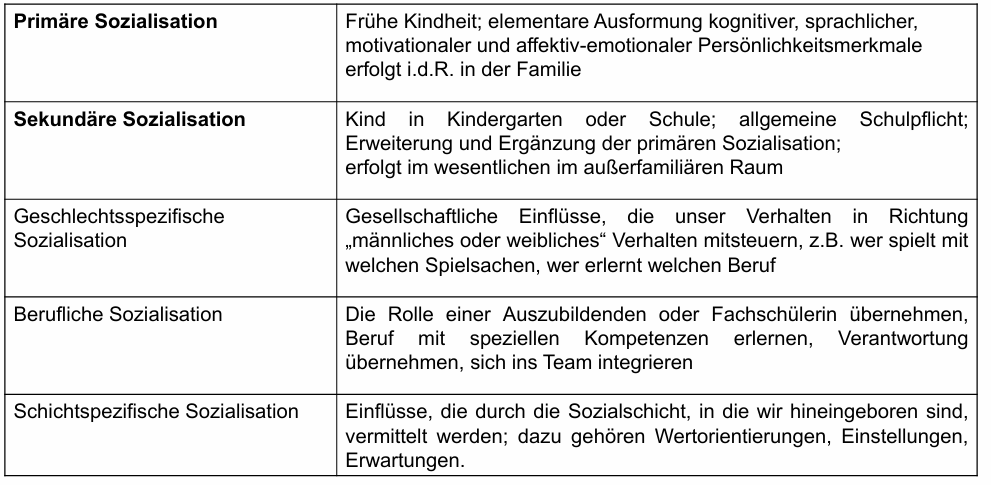 Primäre Sozialisation
Frühe Kindheit; elementare Ausformung kognitiver, sprachlicher,
motivationaler und affektiv-emotionaler Persönlichkeitsmerkmale
erfolgt i.d.R. in der Familie
Sekundäre Sozialisation
Kind in Kindergarten oder Schule; allgemeine Schulpflicht;
Erweiterung und Ergänzung der primären Sozialisation;
erfolgt im wesentlichen im außerfamiliären Raum
Geschlechtsspezifische
Sozialisation
Gesellschaftliche Einflüsse, die unser Verhalten in Richtung
„männliches oder weibliches“ Verhalten mitsteuern, z.B. wer spielt mit
welchen Spielsachen, wer erlernt welchen Beruf
Berufliche Sozialisation
Die Rolle einer Auszubildenden oder Fachschülerin übernehmen,
Beruf mit speziellen Kompetenzen erlernen, Verantwortung
übernehmen, sich ins Team integrieren
Schichtspezifische Sozialisation
Einflüsse, die durch die Sozialschicht, in die wir hineingeboren sind,
vermittelt werden; dazu gehören Wertorientierungen, Einstellungen,
Erwartungen.